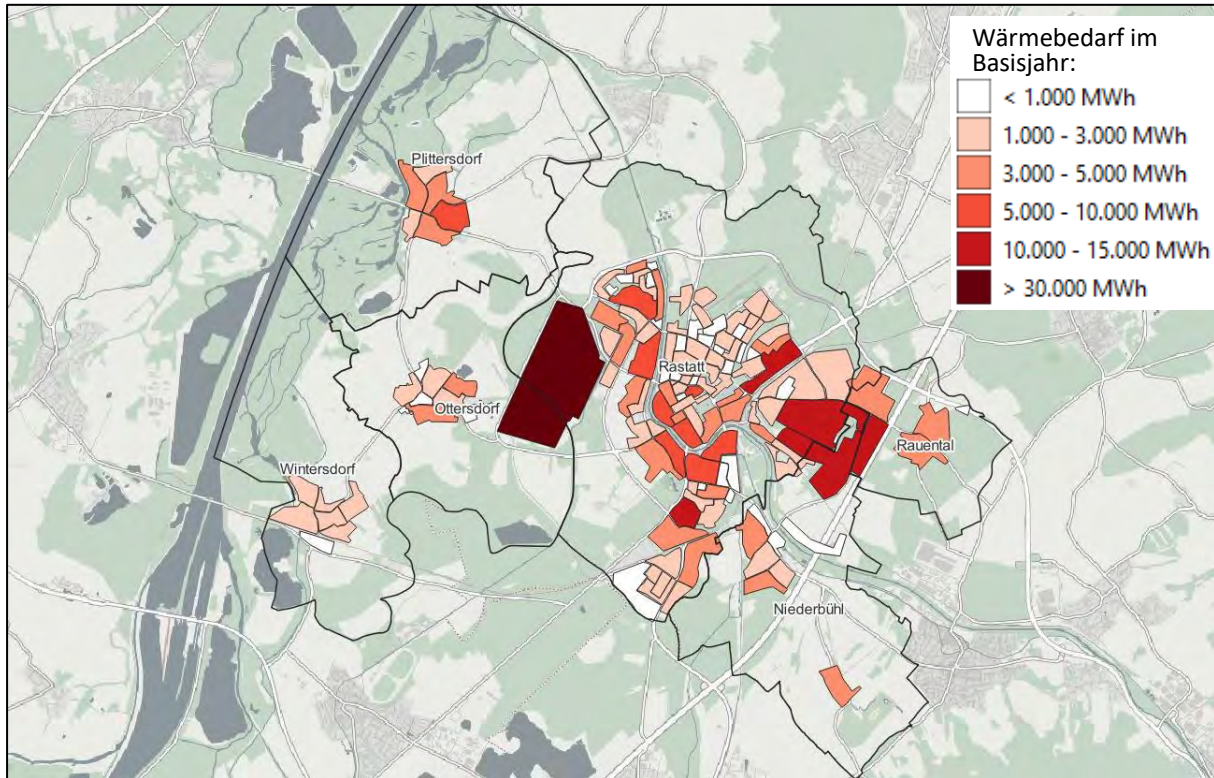 Wärmebedarf im
Basisjahr:
< 1.000 MWh
1.000 - 3.000 MWh
3.000 - 5.000 MWh
5.000 - 10.000 MWh
10.000 - 15.000 MWh
> 30.000 MWh
Plittersdorf
Rastatt
Ottersdorf
Rauental
Wintersdorf
Niederbühl